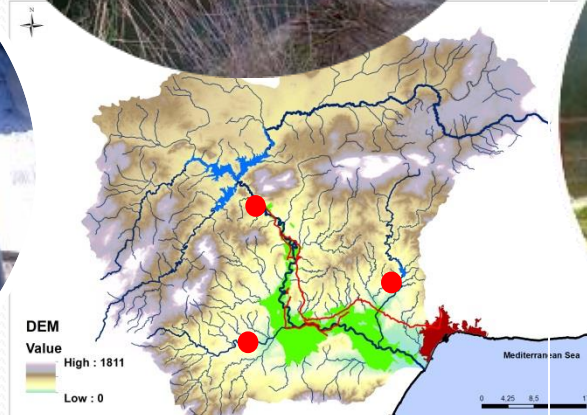 N
DEM
Value
High : 1811
Low : 0
Mediterranean Sea
0 4,25 8,5